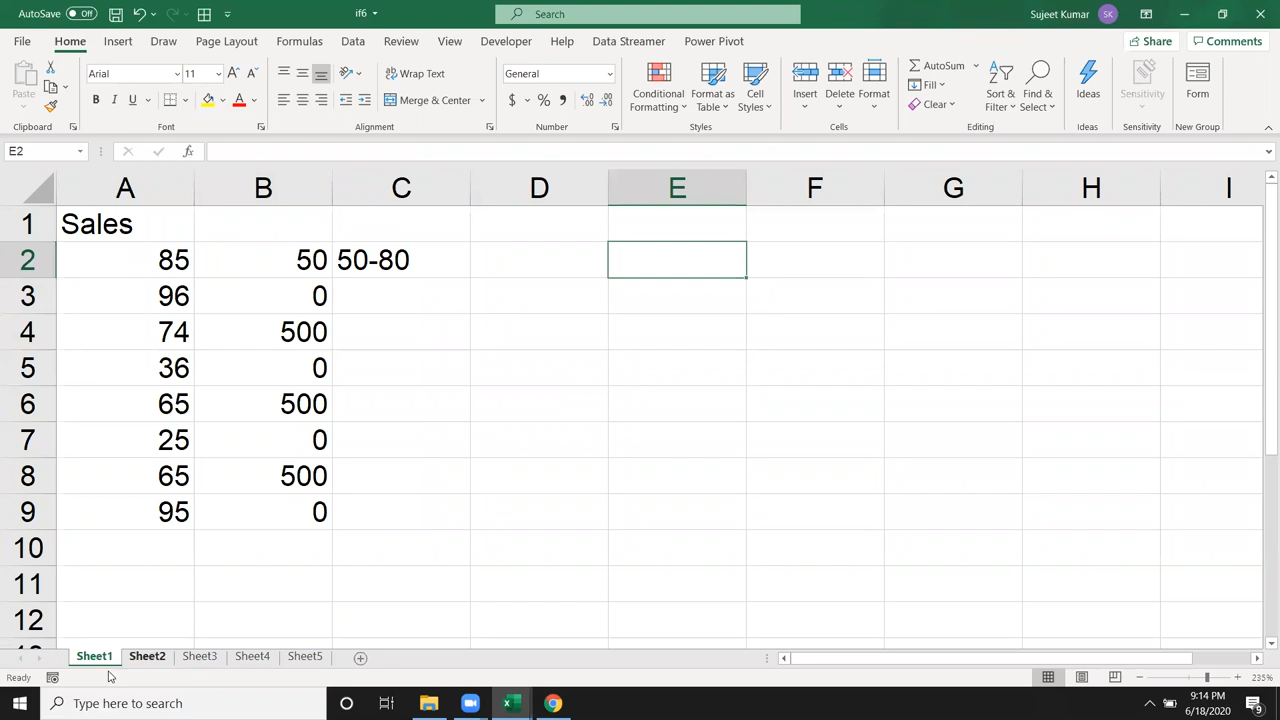 AutoSave Off if6 Search Sujeet Kumar SK
File Home Insert Draw Page Layout Formulas Data Review View Developer Help Data Streamer Power Pivot Share Comments
Paste Arial 11 Wrap Text General AutoSum
Conditional Formatting Format as Table Cell Styles Insert Delete Format Fill Sort & Filter Find & Select Ideas Sensitivity Form
B I U Merge & Center $ % Clear
Clipboard Font Alignment Number Styles Cells Editing Ideas Sensitivity New Group
E2 fx
A B C D E F G H I
1 Sales
2 85 50 50-80
3 96 0
4 74 500
5 36 0
6 65 500
7 25 0
8 65 500
9 95 0
10
11
12
Sheet1 Sheet2 Sheet3 Sheet4 Sheet5
Ready 235%
Type here to search 9:14 PM
6/18/2020 9